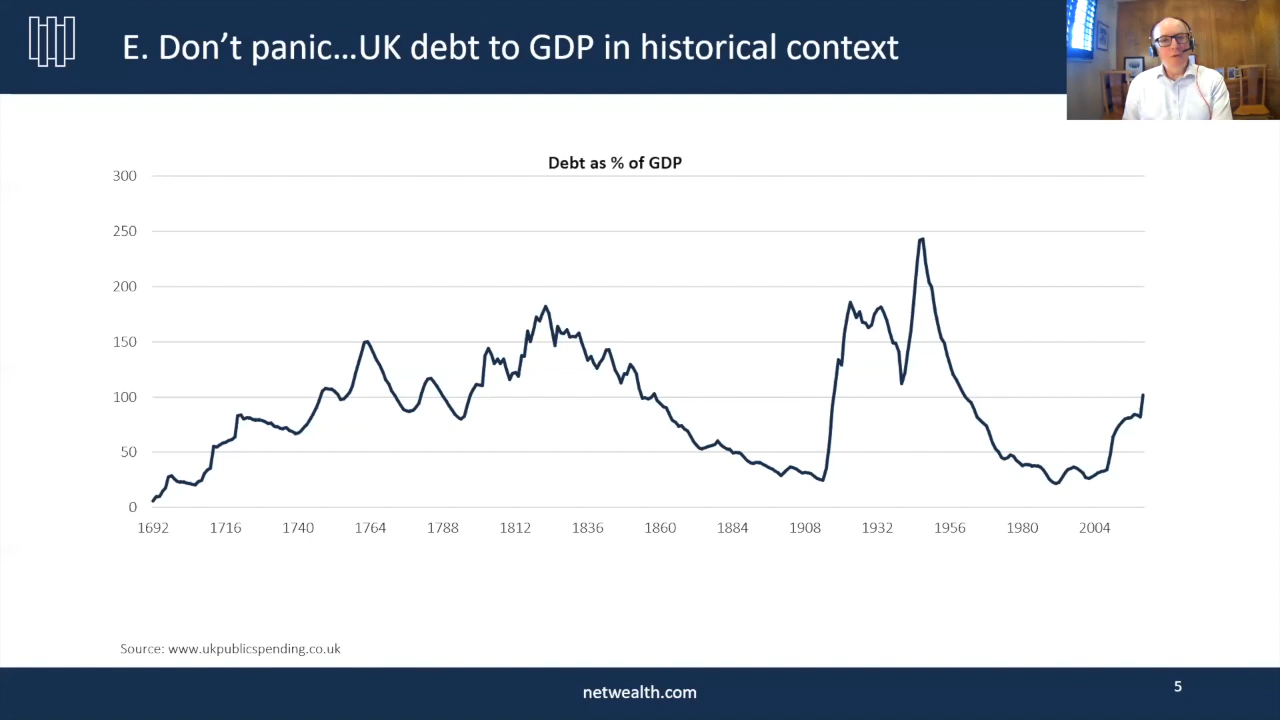 E. Don’t panic...UK debt to GDP in historical context
Debt as % of GDP
300
250
200
150
100
50
0
1692 1716 1740 1764 1788 1812 1836 1860 1884 1908 1932 1956 1980 2004
Source: www.ukpublicspending.co.uk
netwealth.com
5